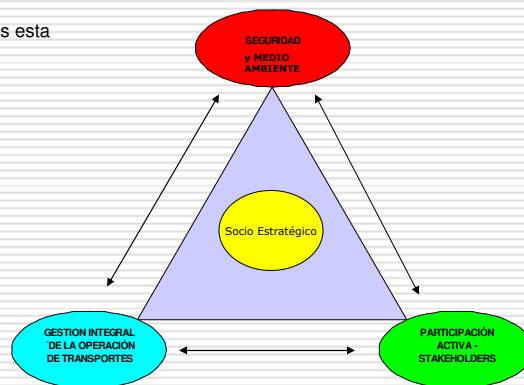 s esta
SEGURIDAD
y MEDIO
AMBIENTE
Socio Estratégico
GESTION INTEGRAL
´DE LA OPERACIÓN
DE TRANSPORTES
PARTICIPACIÓN
ACTIVA -
STAKEHOLDERS